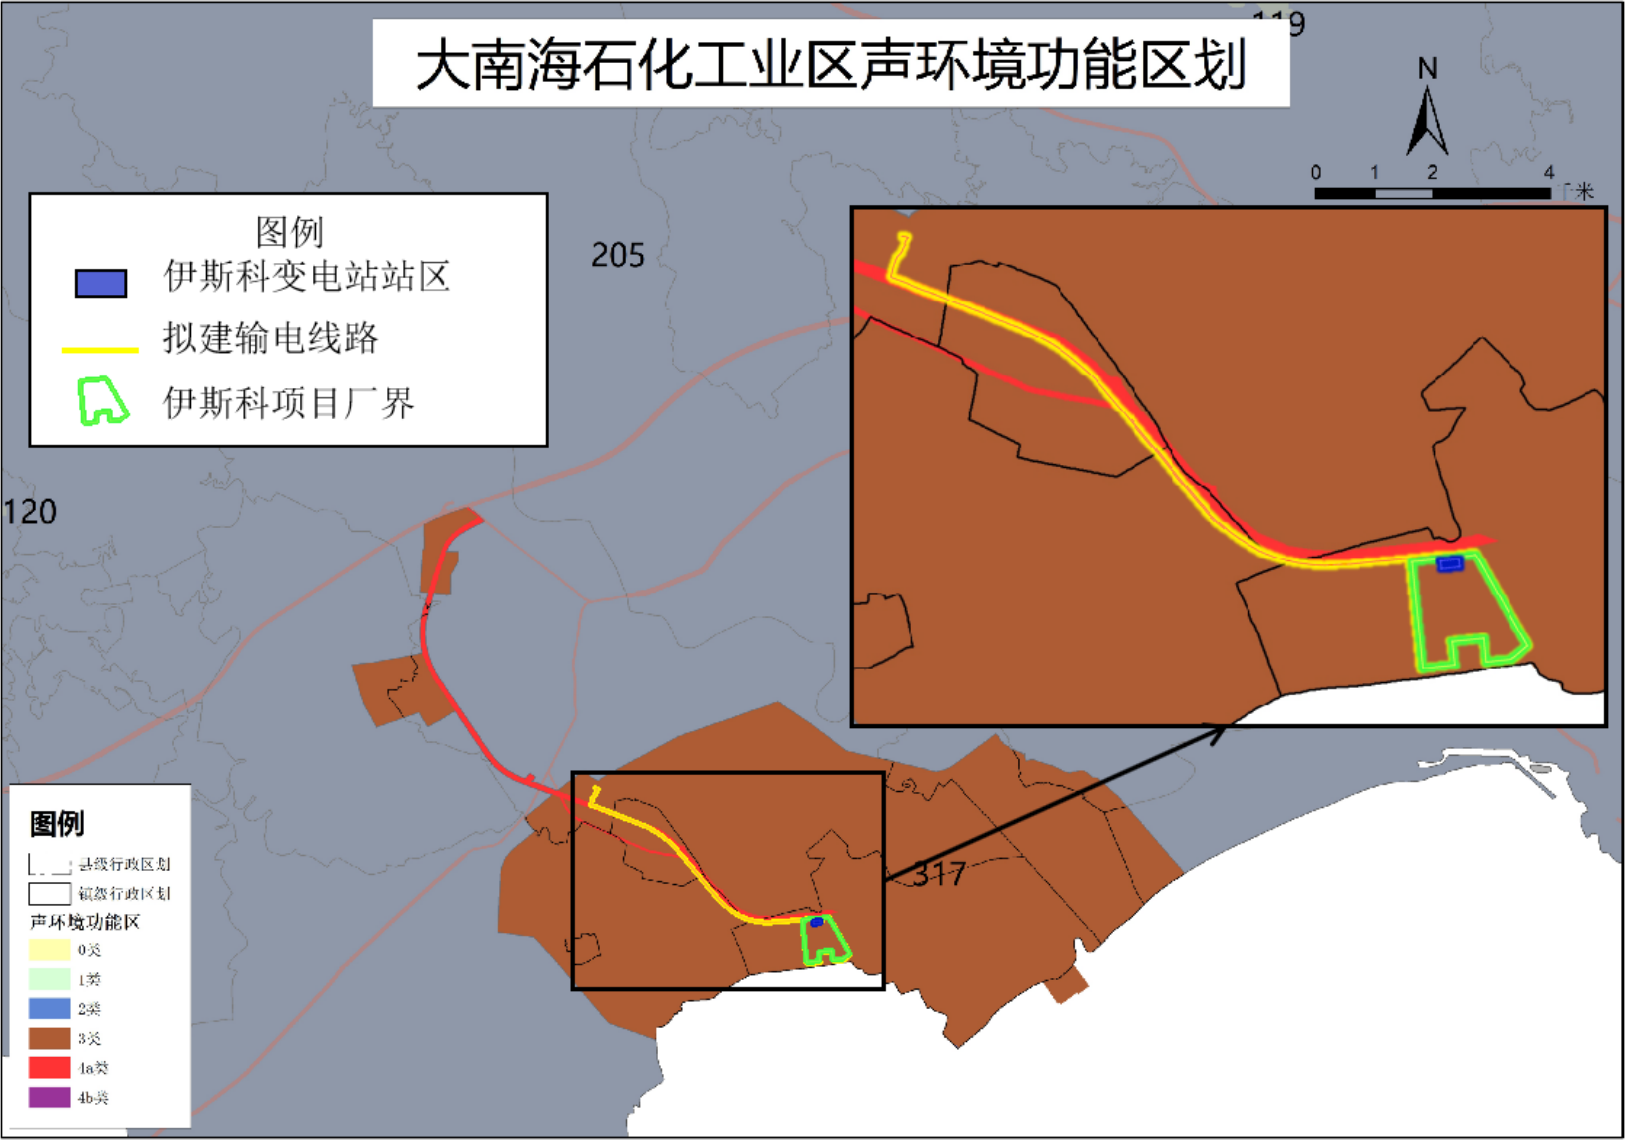 119
大南海石化工业区声环境功能区划
N
0 1 2 4
千米
图例
伊斯科变电站站区
拟建输电线路
伊斯科项目厂界
205
120
317
图例
县级行政区划
镇级行政区划
声环境功能区
0类
1类
2类
3类
4a类
4b类